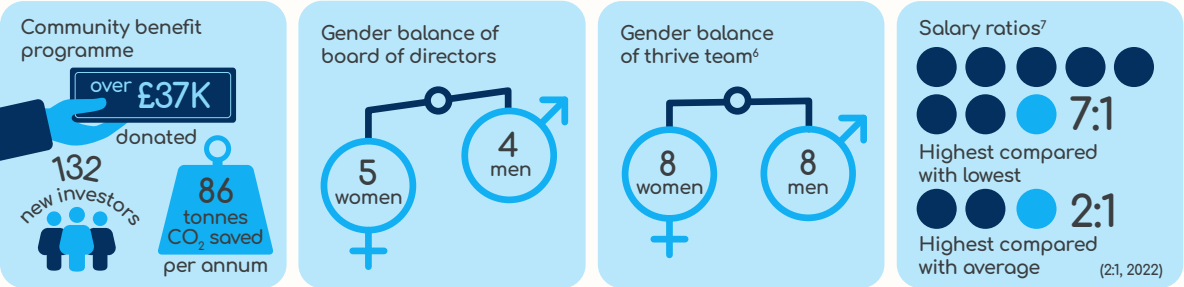 Community benefit
programme
over £37K
donated
132
new investors
86
tonnes
CO₂ saved
per annum
Gender balance of
board of directors
5
women
4
men
Gender balance
of thrive team⁶
8
women
8
men
Salary ratios⁷
7:1
Highest compared
with lowest
2:1
Highest compared
with average
(2:1, 2022)